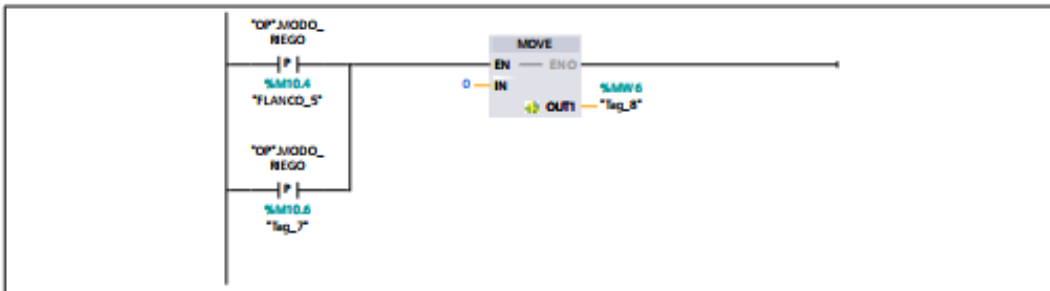 "OP".MODO_
RIEGO
P
%M10.4
"FLANCO_5"
MOVE
EN ENO
0 IN
%MW6
OUT1 "Tag_8"
"OP".MODO_
RIEGO
P
%M10.6
"Tag_7"